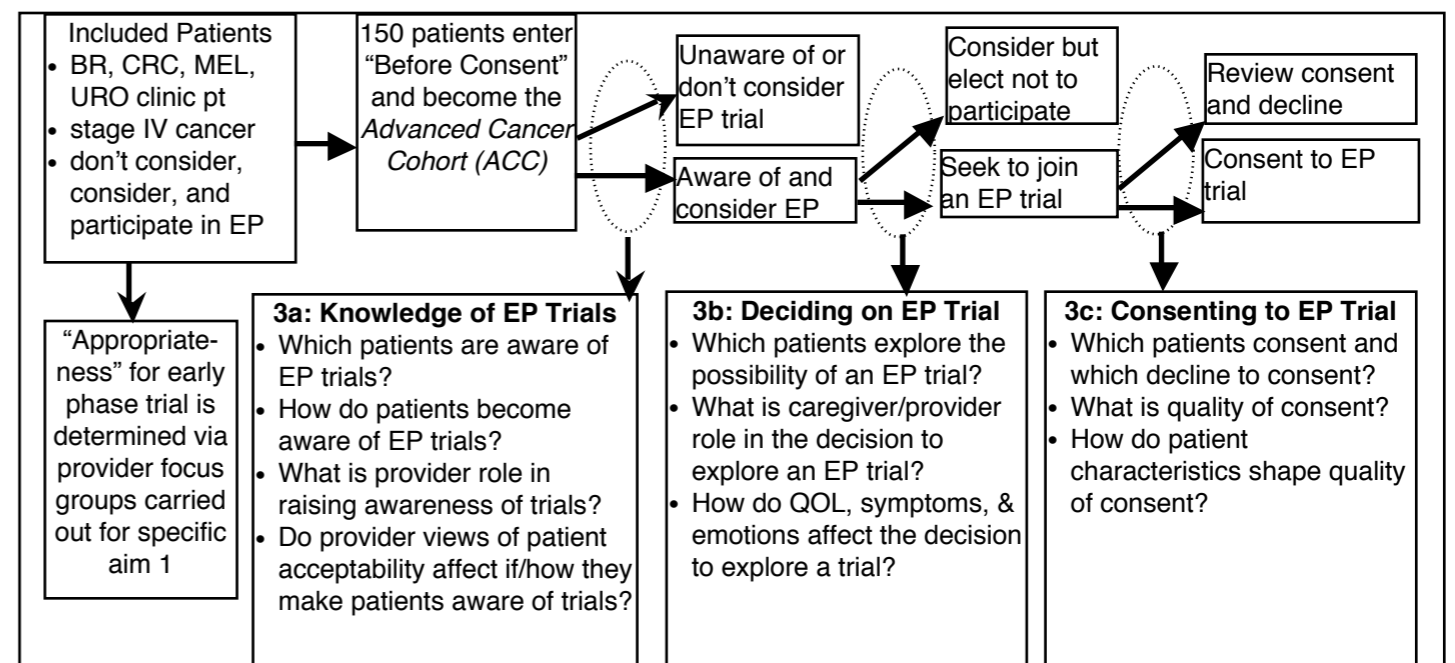 Included Patients
• BR, CRC, MEL,
URO clinic pt
• stage IV cancer
• don’t consider,
consider, and
participate in EP
150 patients enter
“Before Consent”
and become the
Advanced Cancer
Cohort (ACC)
Unaware of or
don’t consider
EP trial
Aware of and
consider EP
Consider but
elect not to
participate
Seek to join
an EP trial
Review consent
and decline
Consent to EP
trial
“Appropriate-
ness” for early
phase trial is
determined via
provider focus
groups carried
out for specific
aim 1
3a: Knowledge of EP Trials
• Which patients are aware of
EP trials?
• How do patients become
aware of EP trials?
• What is provider role in
raising awareness of trials?
• Do provider views of patient
acceptability affect if/how they
make patients aware of trials?
3b: Deciding on EP Trial
• Which patients explore the
possibility of an EP trial?
• What is caregiver/provider
role in the decision to
explore an EP trial?
• How do QOL, symptoms, &
emotions affect the decision
to explore a trial?
3c: Consenting to EP Trial
• Which patients consent and
which decline to consent?
• What is quality of consent?
• How do patient
characteristics shape quality
of consent?